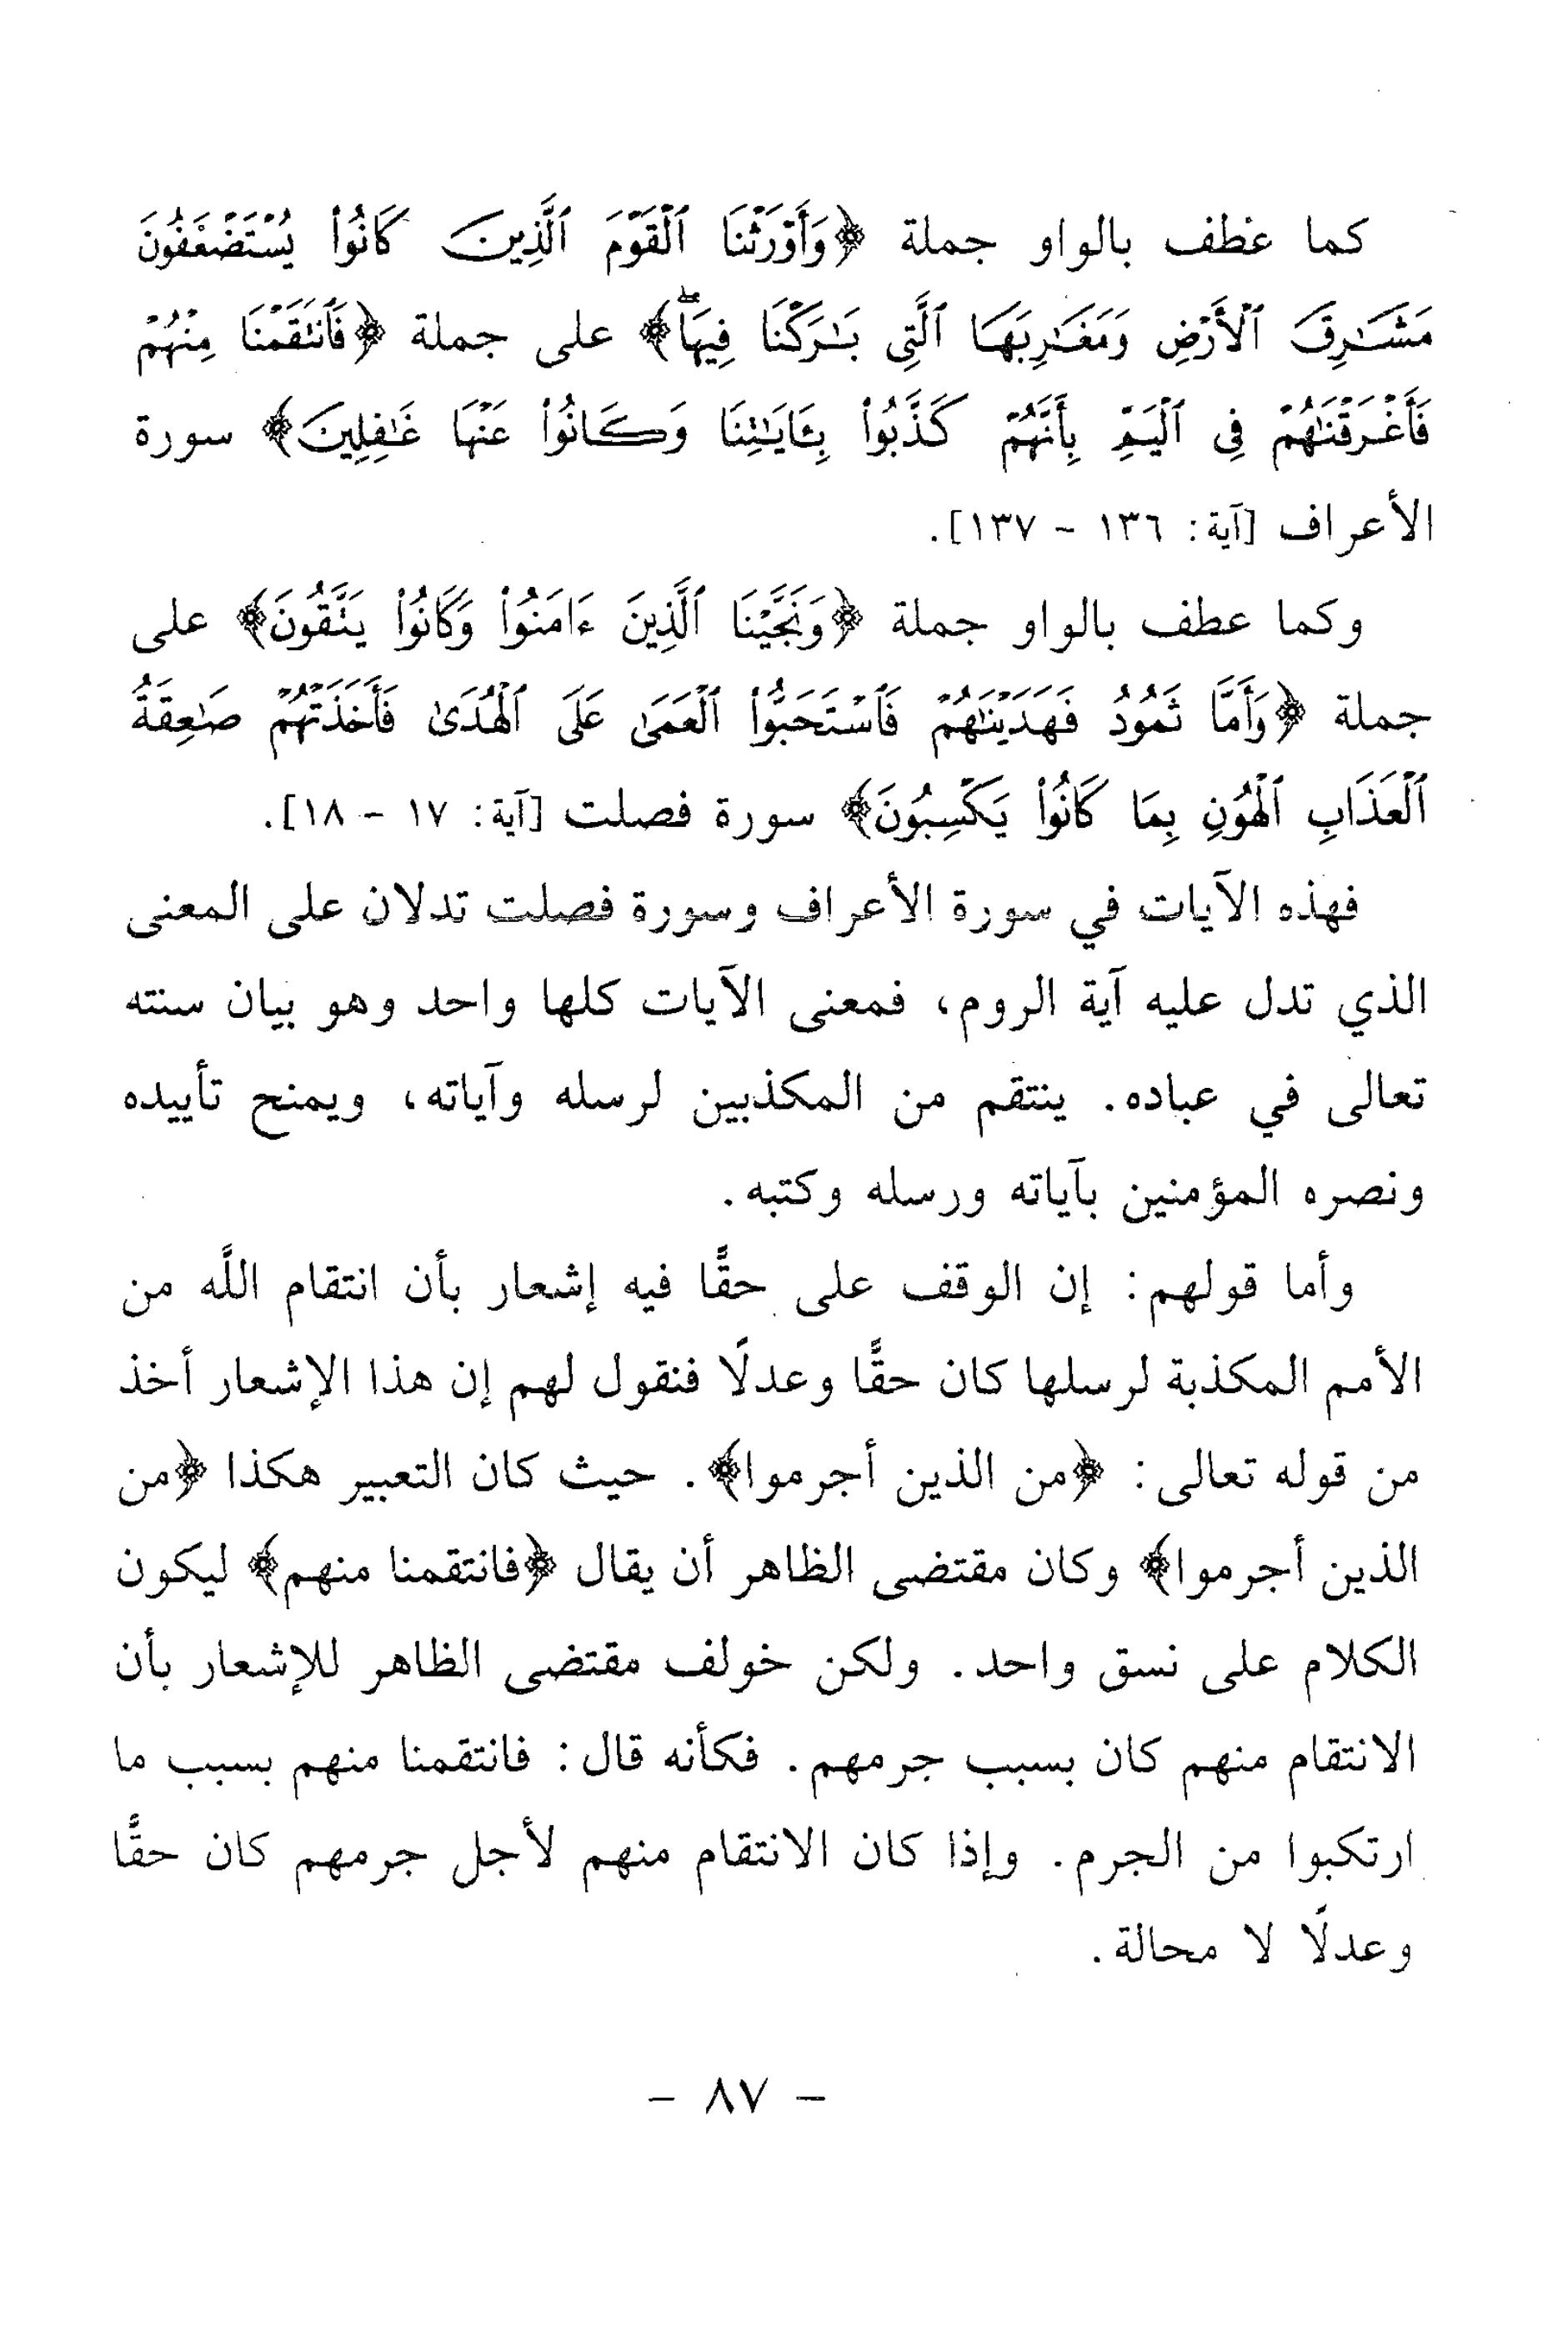 كما عطف بالواو جملة ﴿وَأَوْرَثْنَا ٱلْقَوْمَ ٱلَّذِينَ كَانُوا۟ يُسْتَضْعَفُونَ
مَشَـٰرِقَ ٱلْأَرْضِ وَمَغَـٰرِبَهَا ٱلَّتِى بَـٰرَكْنَا فِيهَاۖ﴾ على جملة ﴿فَٱنتَقَمْنَا مِنْهُمْ
فَأَغْرَقْنَـٰهُمْ فِى ٱلْيَمِّ بِأَنَّهُمْ كَذَّبُوا۟ بِـَٔايَـٰتِنَا وَكَانُوا۟ عَنْهَا غَـٰفِلِينَ﴾ سورة
الأعراف [آية: ١٣٦ - ١٣٧].
وكما عطف بالواو جملة ﴿وَنَجَّيْنَا ٱلَّذِينَ ءَامَنُوا۟ وَكَانُوا۟ يَتَّقُونَ﴾ على
جملة ﴿وَأَمَّا ثَمُودُ فَهَدَيْنَـٰهُمْ فَٱسْتَحَبُّوا۟ ٱلْعَمَىٰ عَلَى ٱلْهُدَىٰ فَأَخَذَتْهُمْ صَـٰعِقَةُ
ٱلْعَذَابِ ٱلْهُونِ بِمَا كَانُوا۟ يَكْسِبُونَ﴾ سورة فصلت [آية: ١٧ - ١٨].
فهذه الآيات في سورة الأعراف وسورة فصلت تدلان على المعنى
الذي تدل عليه آية الروم، فمعنى الآيات كلها واحد وهو بيان سنته
تعالى في عباده. ينتقم من المكذبين لرسله وآياته، ويمنح تأييده
ونصره المؤمنين بآياته ورسله وكتبه.
وأما قولهم: إن الوقف على حقًّا فيه إشعار بأن انتقام اللَّه من
الأمم المكذبة لرسلها كان حقًّا وعدلًا فنقول لهم إن هذا الإشعار أخذ
من قوله تعالى: ﴿من الذين أجرموا﴾. حيث كان التعبير هكذا ﴿من
الذين أجرموا﴾ وكان مقتضى الظاهر أن يقال ﴿فانتقمنا منهم﴾ ليكون
الكلام على نسق واحد. ولكن خولف مقتضى الظاهر للإشعار بأن
الانتقام منهم كان بسبب جرمهم. فكأنه قال: فانتقمنا منهم بسبب ما
ارتكبوا من الجرم. وإذا كان الانتقام منهم لأجل جرمهم كان حقًّا
وعدلًا لا محالة.
- ٨٧ -